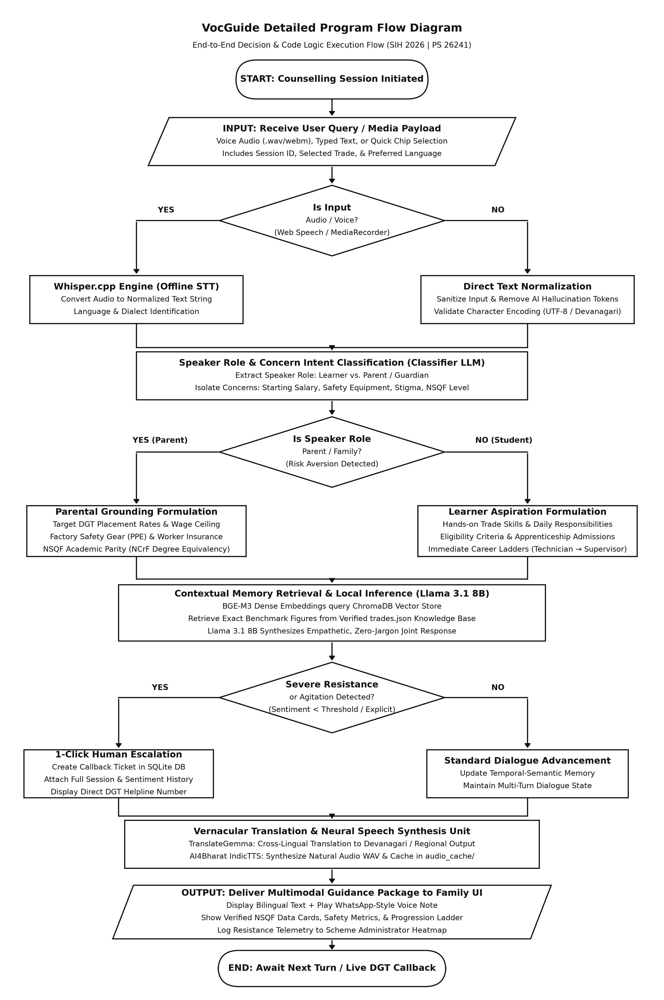 VocGuide Detailed Program Flow Diagram
End-to-End Decision & Code Logic Execution Flow (SIH 2026 | PS 26241)
START: Counselling Session Initiated
INPUT: Receive User Query / Media Payload
Voice Audio (.wav/webm), Typed Text, or Quick Chip Selection
Includes Session ID, Selected Trade, & Preferred Language
YES
Is Input
Audio / Voice?
(Web Speech / MediaRecorder)
NO
Whisper.cpp Engine (Offline STT)
Convert Audio to Normalized Text String
Language & Dialect Identification
Direct Text Normalization
Sanitize Input & Remove AI Hallucination Tokens
Validate Character Encoding (UTF-8 / Devanagari)
Speaker Role & Concern Intent Classification (Classifier LLM)
Extract Speaker Role: Learner vs. Parent / Guardian
Isolate Concerns: Starting Salary, Safety Equipment, Stigma, NSQF Level
YES (Parent)
Is Speaker Role
Parent / Family?
(Risk Aversion Detected)
NO (Student)
Parental Grounding Formulation
Target DGT Placement Rates & Wage Ceiling
Factory Safety Gear (PPE) & Worker Insurance
NSQF Academic Parity (NCrF Degree Equivalency)
Learner Aspiration Formulation
Hands-on Trade Skills & Daily Responsibilities
Eligibility Criteria & Apprenticeship Admissions
Immediate Career Ladders (Technician → Supervisor)
Contextual Memory Retrieval & Local Inference (Llama 3.1 8B)
BGE-M3 Dense Embeddings query ChromaDB Vector Store
Retrieve Exact Benchmark Figures from Verified trades.json Knowledge Base
Llama 3.1 8B Synthesizes Empathetic, Zero-Jargon Joint Response
YES
Severe Resistance
or Agitation Detected?
(Sentiment < Threshold / Explicit)
NO
1-Click Human Escalation
Create Callback Ticket in SQLite DB
Attach Full Session & Sentiment History
Display Direct DGT Helpline Number
Standard Dialogue Advancement
Update Temporal-Semantic Memory
Maintain Multi-Turn Dialogue State
Vernacular Translation & Neural Speech Synthesis Unit
TranslateGemma: Cross-Lingual Translation to Devanagari / Regional Output
AI4Bharat IndicTTS: Synthesize Natural Audio WAV & Cache in audio_cache/
OUTPUT: Deliver Multimodal Guidance Package to Family UI
Display Bilingual Text + Play WhatsApp-Style Voice Note
Show Verified NSQF Data Cards, Safety Metrics, & Progression Ladder
Log Resistance Telemetry to Scheme Administrator Heatmap
END: Await Next Turn / Live DGT Callback